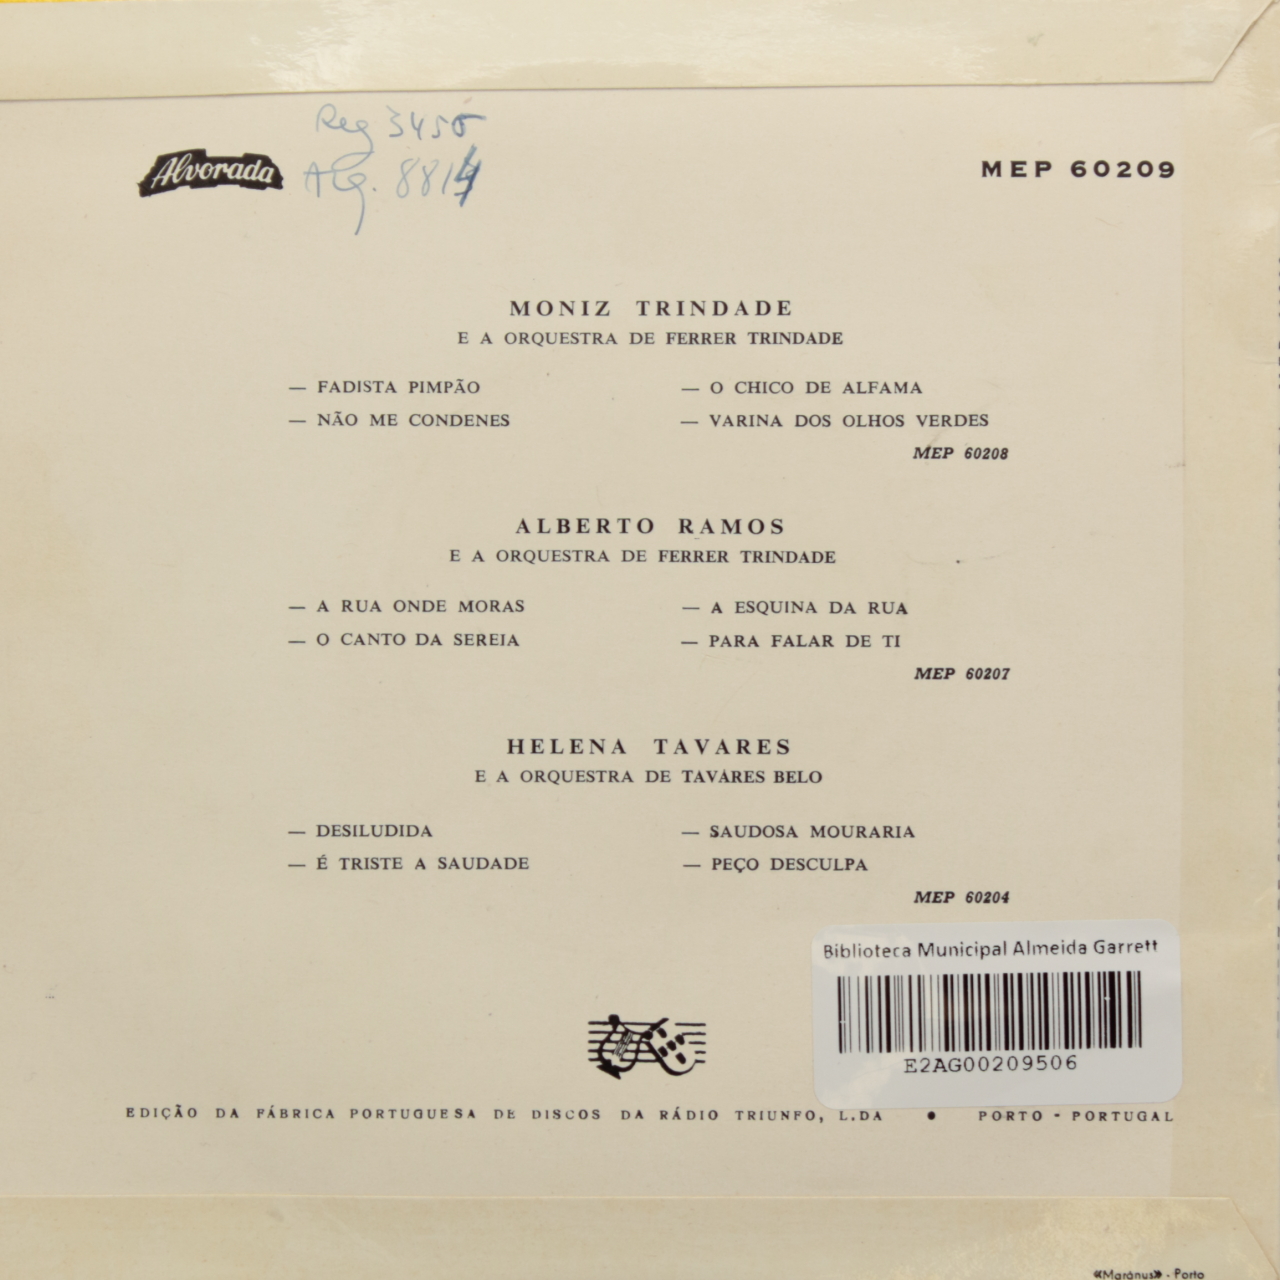 Reg 3455
Alvorada
Alg. 8814
MEP 60209
MONIZ TRINDADE
E A ORQUESTRA DE FERRER TRINDADE
— FADISTA PIMPÃO — O CHICO DE ALFAMA
— NÃO ME CONDENES — VARINA DOS OLHOS VERDES
MEP 60208
ALBERTO RAMOS
E A ORQUESTRA DE FERRER TRINDADE
— A RUA ONDE MORAS — A ESQUINA DA RUA
— O CANTO DA SEREIA — PARA FALAR DE TI
MEP 60207
HELENA TAVARES
E A ORQUESTRA DE TAVARES BELO
— DESILUDIDA — SAUDOSA MOURARIA
— É TRISTE A SAUDADE — PEÇO DESCULPA
MEP 60204
Biblioteca Municipal Almeida Garrett
E2AG00209506
EDIÇÃO DA FÁBRICA PORTUGUESA DE DISCOS DA RÁDIO TRIUNFO, L.DA • PORTO - PORTUGAL
«Marânus» - Porto